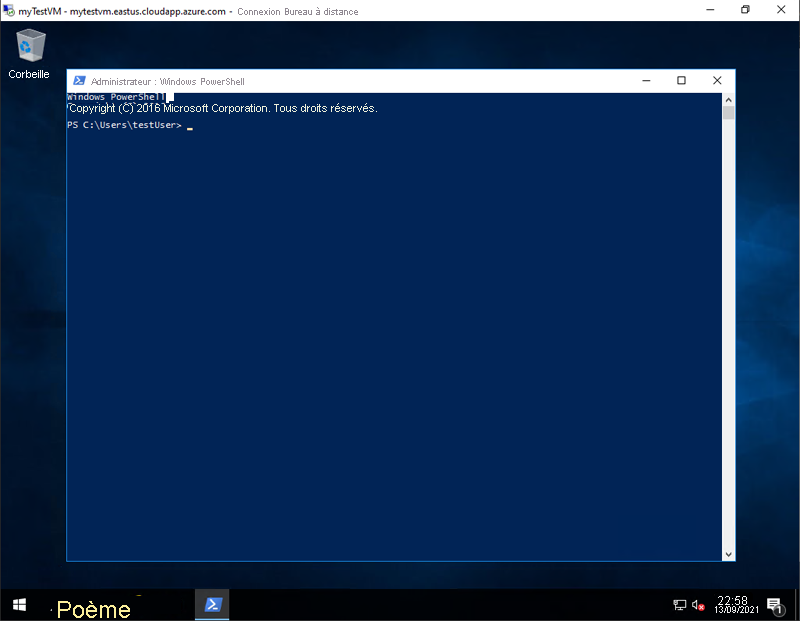 myTestVM - mytestvm.eastus.cloudapp.azure.com - Connexion Bureau à distance
Corbeille
Administrateur : Windows PowerShell
Windows PowerShell
Copyright (C) 2016 Microsoft Corporation. Tous droits réservés.
PS C:\Users\testUser> _
Poème
22:58
13/09/2021
1